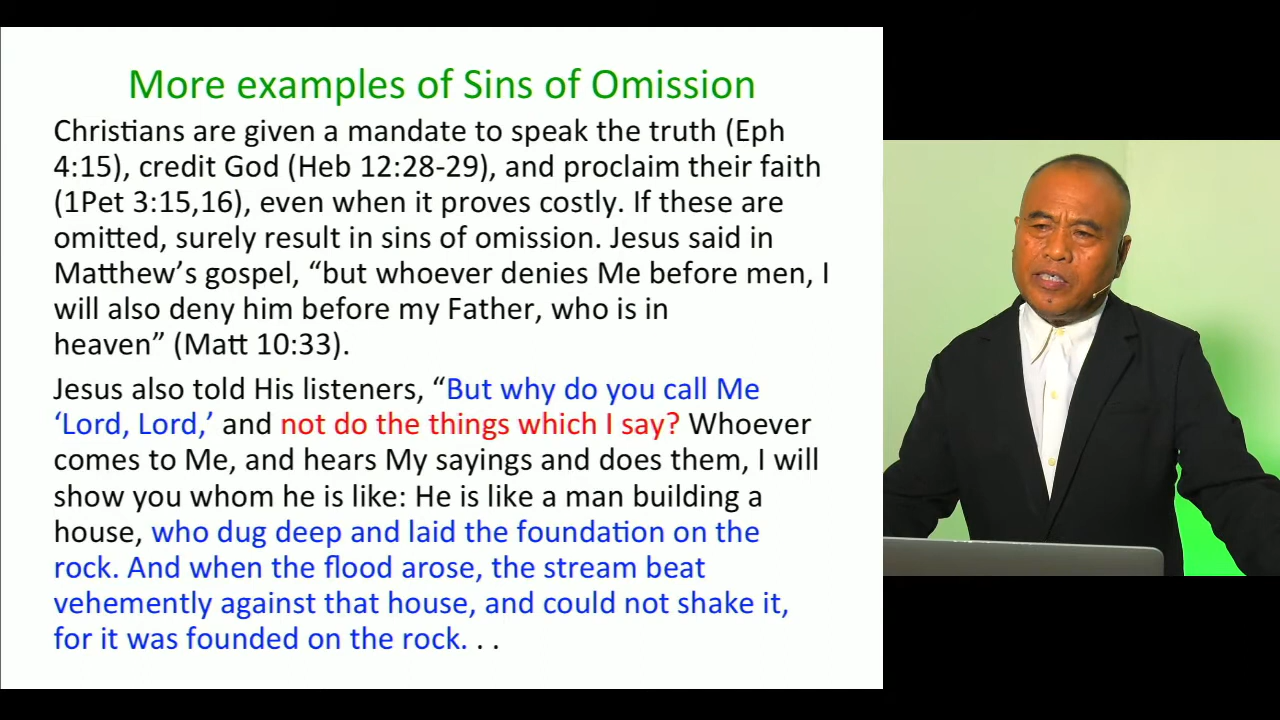 More examples of Sins of Omission
Christians are given a mandate to speak the truth (Eph
4:15), credit God (Heb 12:28-29), and proclaim their faith
(1Pet 3:15,16), even when it proves costly. If these are
omitted, surely result in sins of omission. Jesus said in
Matthew’s gospel, “but whoever denies Me before men, I
will also deny him before my Father, who is in
heaven” (Matt 10:33).
Jesus also told His listeners, “But why do you call Me
‘Lord, Lord,’ and not do the things which I say? Whoever
comes to Me, and hears My sayings and does them, I will
show you whom he is like: He is like a man building a
house, who dug deep and laid the foundation on the
rock. And when the flood arose, the stream beat
vehemently against that house, and could not shake it,
for it was founded on the rock. . .